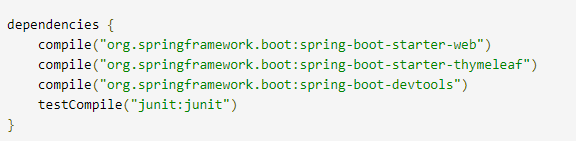 dependencies {
    compile("org.springframework.boot:spring-boot-starter-web")
    compile("org.springframework.boot:spring-boot-starter-thymeleaf")
    compile("org.springframework.boot:spring-boot-devtools")
    testCompile("junit:junit")
}